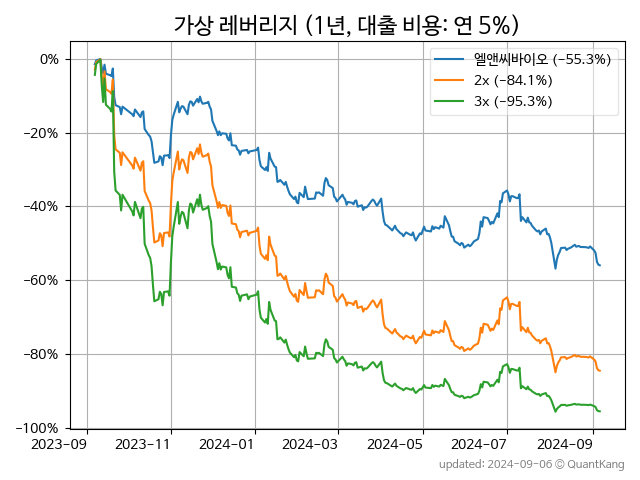 가상 레버리지 (1년, 대출 비용: 연 5%)
엘앤씨바이오 (−55.3%)
2x (−84.1%)
3x (−95.3%)
0%
−20%
−40%
−60%
−80%
−100%
2023-09 2023-11 2024-01 2024-03 2024-05 2024-07 2024-09
updated: 2024-09-06 © QuantKang